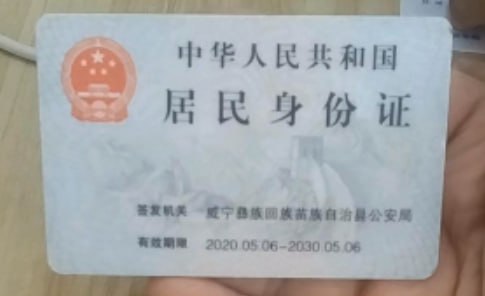 中华人民共和国
居民身份证
签发机关 威宁彝族回族苗族自治县公安局
有效期限 2020.05.06-2030.05.06